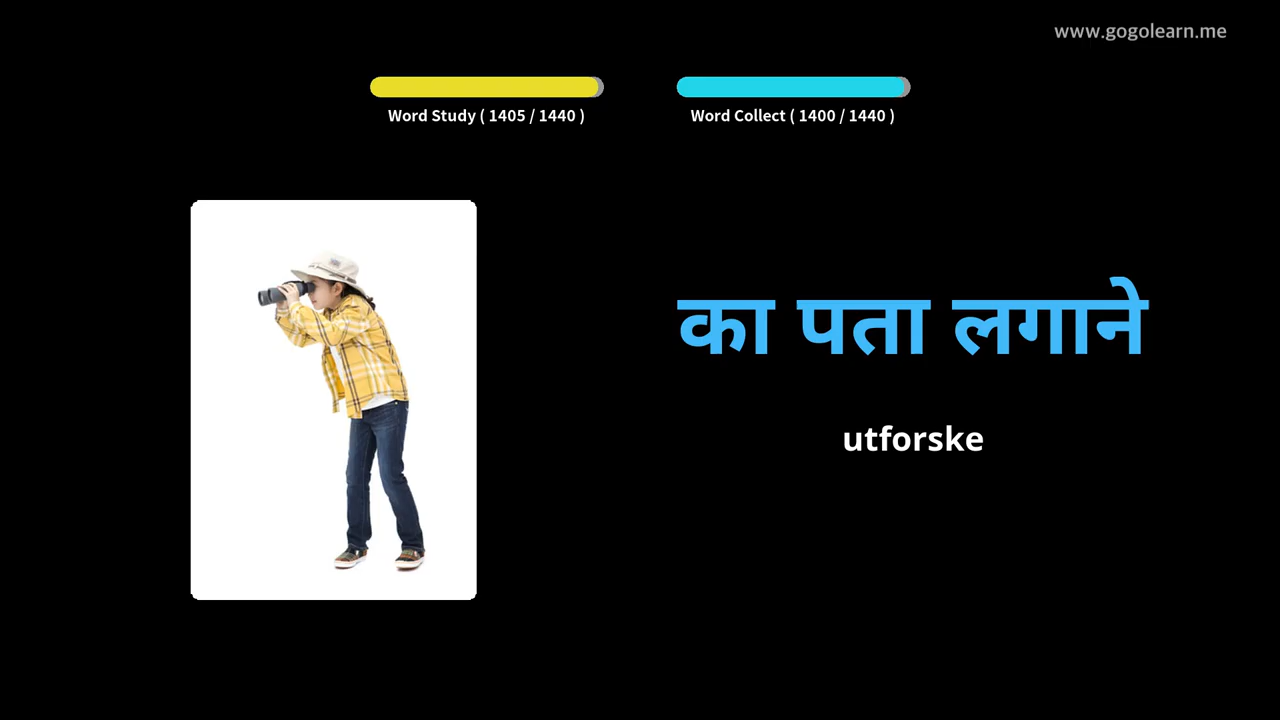 www.gogolearn.me
Word Study ( 1405 / 1440 )
Word Collect ( 1400 / 1440 )
का पता लगाने
utforske